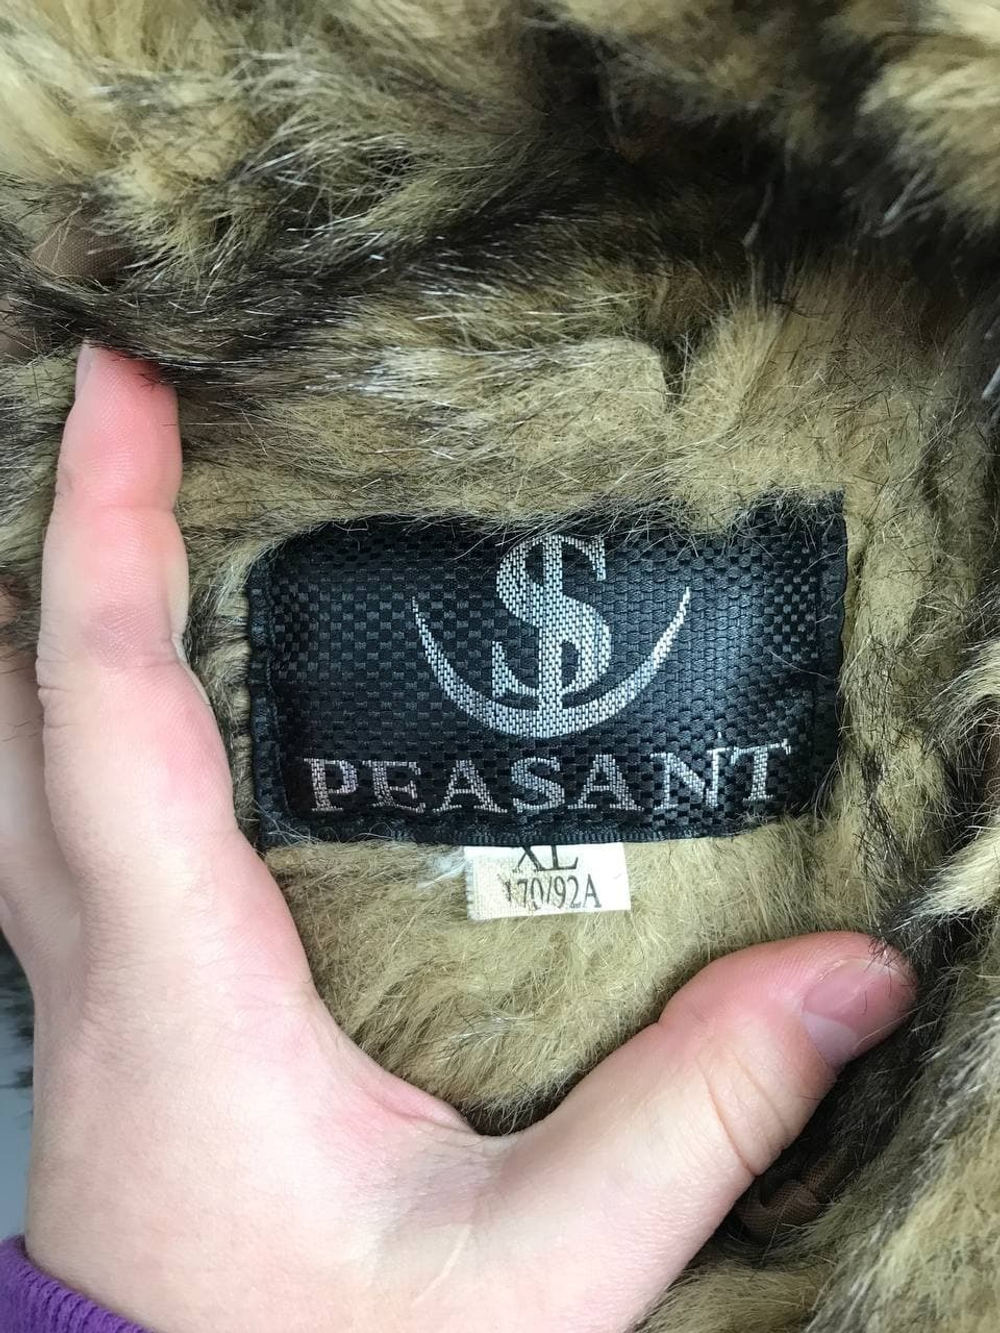 $
PEASANT
XL
170/92A